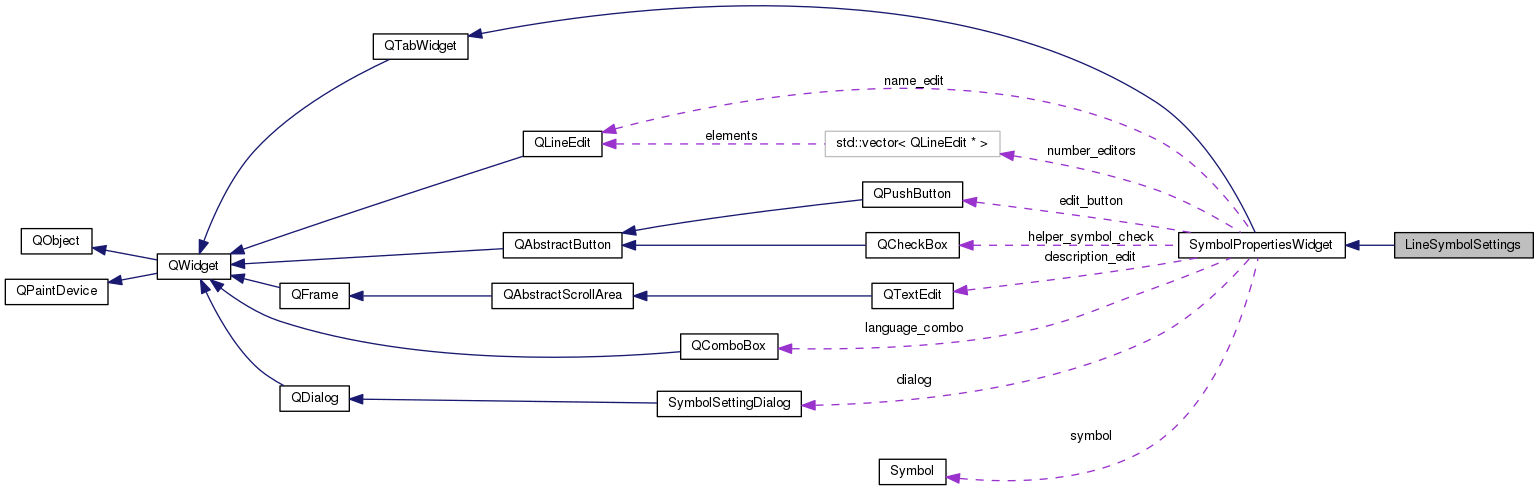 QTabWidget
name_edit
QLineEdit
elements
std::vector< QLineEdit * >
number_editors
QPushButton
edit_button
QObject
QWidget
QAbstractButton
QCheckBox
helper_symbol_check
SymbolPropertiesWidget
LineSymbolSettings
description_edit
QPaintDevice
QFrame
QAbstractScrollArea
QTextEdit
language_combo
QComboBox
dialog
QDialog
SymbolSettingDialog
symbol
Symbol